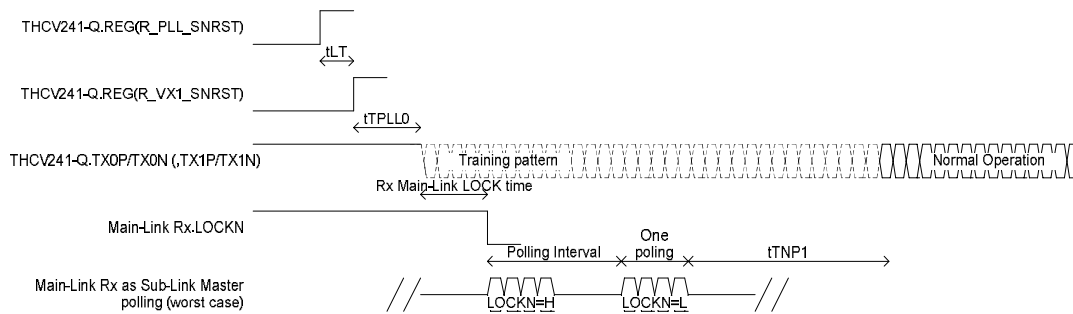 THCV241-Q.REG(R_PLL_SNRST)
tLT
THCV241-Q.REG(R_VX1_SNRST)
tTPLL0
THCV241-Q.TX0P/TX0N (,TX1P/TX1N)
Training pattern
Normal Operation
Rx Main-Link LOCK time
Main-Link Rx.LOCKN
Polling Interval
One
poling
tTNP1
Main-Link Rx as Sub-Link Master
polling (worst case)
LOCKN=H
LOCKN=L